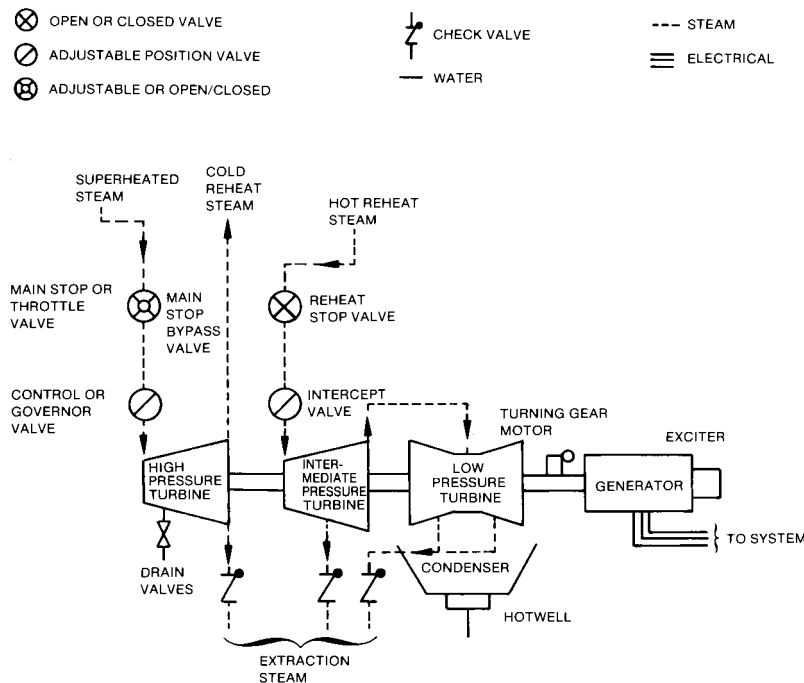 OPEN OR CLOSED VALVE
ADJUSTABLE POSITION VALVE
ADJUSTABLE OR OPEN/CLOSED
CHECK VALVE
WATER
STEAM
ELECTRICAL
SUPERHEATED
STEAM
COLD
REHEAT
STEAM
HOT REHEAT
STEAM
MAIN STOP OR
THROTTLE
VALVE
MAIN
STOP
BYPASS
VALVE
REHEAT
STOP VALVE
CONTROL OR
GOVERNOR
VALVE
INTERCEPT
VALVE
TURNING GEAR
MOTOR
EXCITER
HIGH
PRESSURE
TURBINE
INTER-
MEDIATE
PRESSURE
TURBINE
LOW
PRESSURE
TURBINE
GENERATOR
TO SYSTEM
DRAIN
VALVES
CONDENSER
HOTWELL
EXTRACTION
STEAM